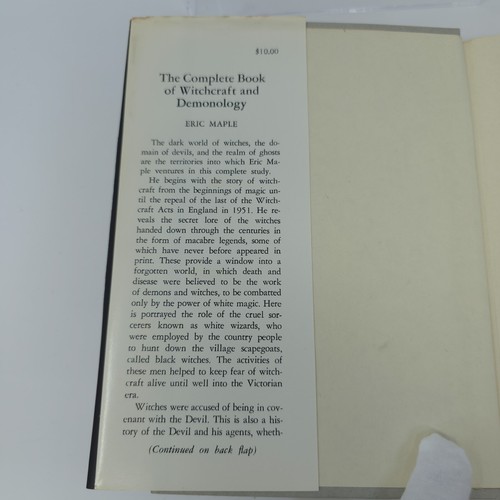 $10.00
The Complete Book
of Witchcraft and
Demonology
ERIC MAPLE
The dark world of witches, the do-
main of devils, and the realm of ghosts
are the territories into which Eric Ma-
ple ventures in this complete study.
He begins with the story of witch-
craft from the beginnings of magic un-
til the repeal of the last of the Witch-
craft Acts in England in 1951. He re-
veals the secret lore of the witches
handed down through the centuries in
the form of macabre legends, some of
which have never before appeared in
print. These provide a window into a
forgotten world, in which death and
disease were believed to be the work
of demons and witches, to be combatted
only by the power of white magic. Here
is portrayed the role of the cruel sor-
cerers known as white wizards, who
were employed by the country people
to hunt down the village scapegoats,
called black witches. The activities of
these men helped to keep fear of witch-
craft alive until well into the Victorian
era.
Witches were accused of being in cov-
enant with the Devil. This is also a his-
tory of the Devil and his agents, wheth-
(Continued on back flap)